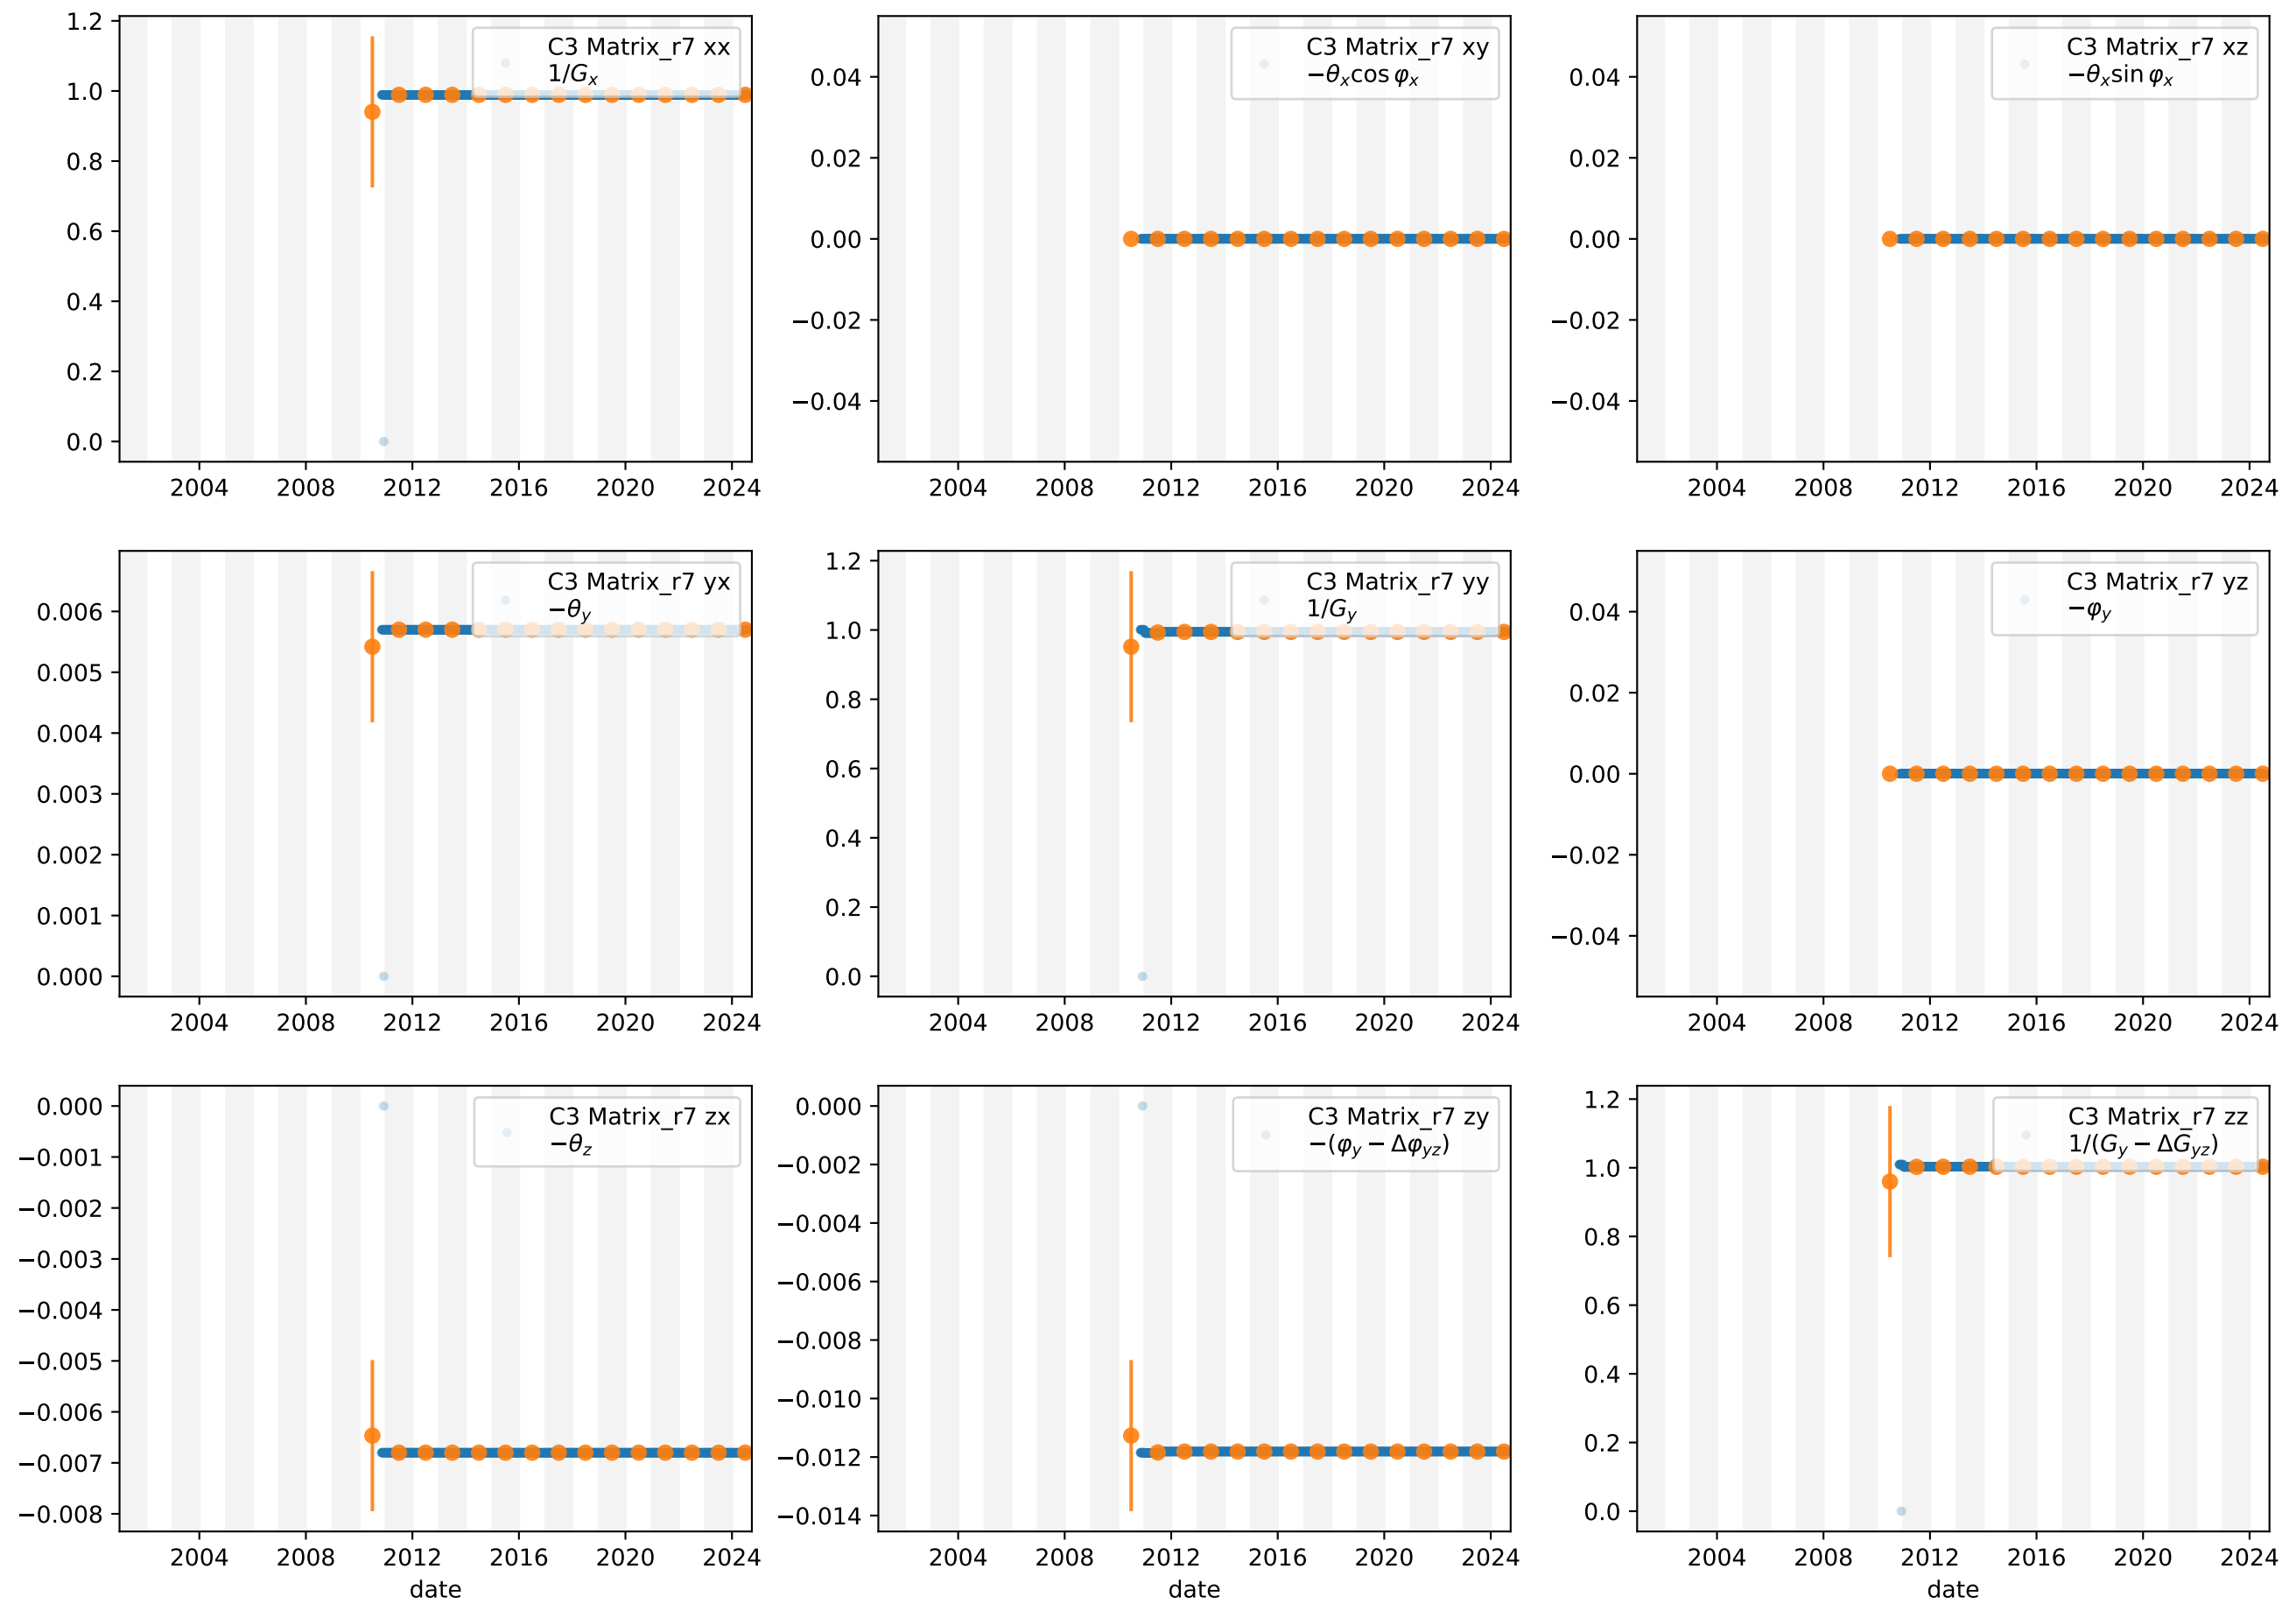 C3 Matrix_r7 xx
1/Gₓ
1.2
1.0
0.8
0.6
0.4
0.2
0.0
2004 2008 2012 2016 2020 2024
C3 Matrix_r7 xy
−θₓcos φₓ
0.04
0.02
0.00
−0.02
−0.04
2004 2008 2012 2016 2020 2024
C3 Matrix_r7 xz
−θₓsin φₓ
0.04
0.02
0.00
−0.02
−0.04
2004 2008 2012 2016 2020 2024
C3 Matrix_r7 yx
−θ_y
0.006
0.005
0.004
0.003
0.002
0.001
0.000
2004 2008 2012 2016 2020 2024
C3 Matrix_r7 yy
1/G_y
1.2
1.0
0.8
0.6
0.4
0.2
0.0
2004 2008 2012 2016 2020 2024
C3 Matrix_r7 yz
−φ_y
0.04
0.02
0.00
−0.02
−0.04
2004 2008 2012 2016 2020 2024
C3 Matrix_r7 zx
−θ_z
0.000
−0.001
−0.002
−0.003
−0.004
−0.005
−0.006
−0.007
−0.008
2004 2008 2012 2016 2020 2024
date
C3 Matrix_r7 zy
−(φ_y − Δφ_yz)
0.000
−0.002
−0.004
−0.006
−0.008
−0.010
−0.012
−0.014
2004 2008 2012 2016 2020 2024
date
C3 Matrix_r7 zz
1/(G_y − ΔG_yz)
1.2
1.0
0.8
0.6
0.4
0.2
0.0
2004 2008 2012 2016 2020 2024
date